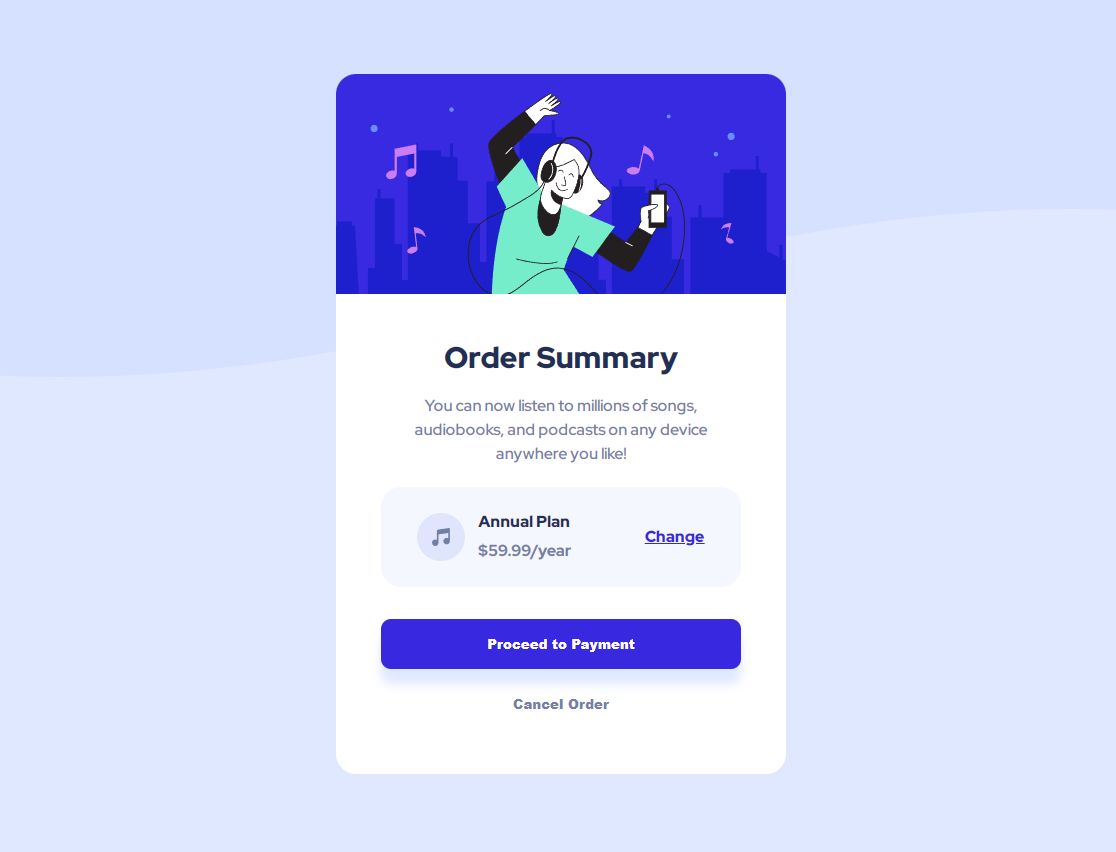 Order Summary
You can now listen to millions of songs,
audiobooks, and podcasts on any device
anywhere you like!
Annual Plan
$59.99/year
Change
Proceed to Payment
Cancel Order